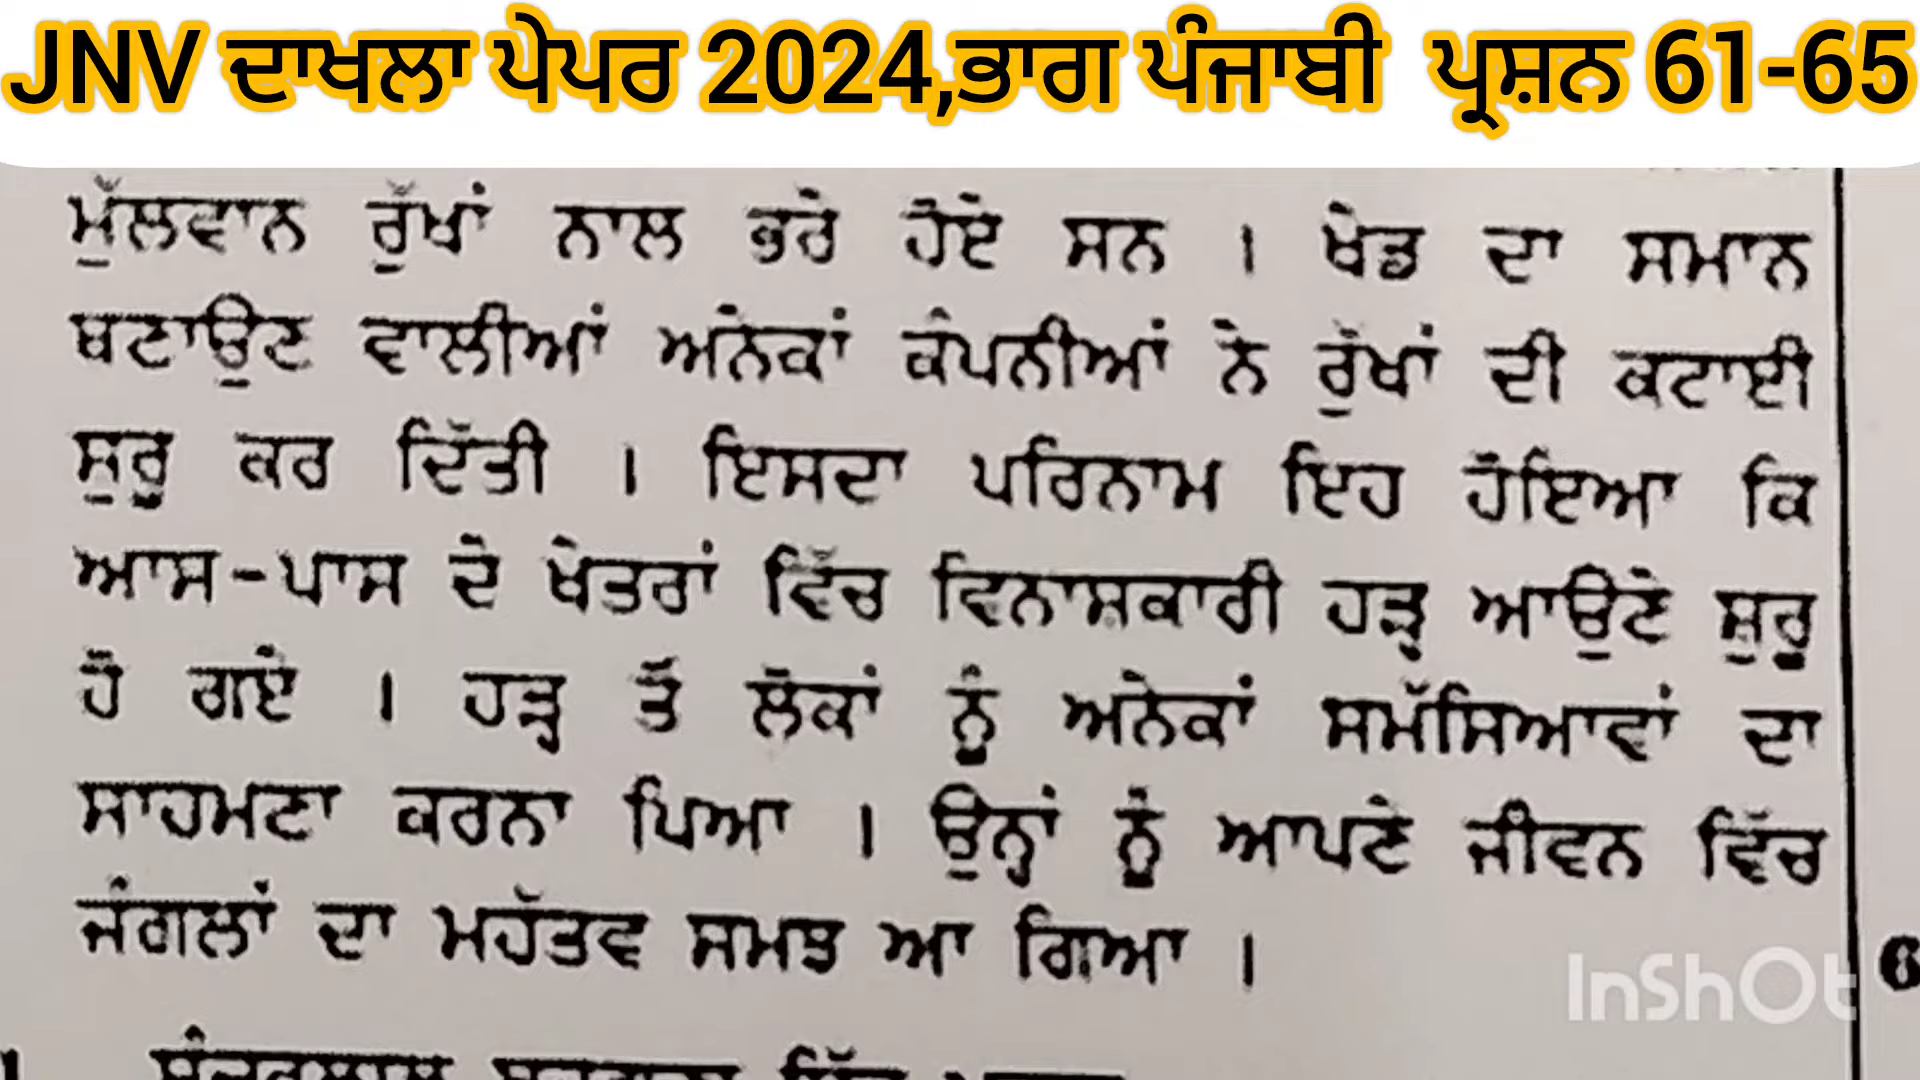 JNV ਦਾਖਲਾ ਪੇਪਰ 2024,ਭਾਗ ਪੰਜਾਬੀ ਪ੍ਰਸ਼ਨ 61-65
ਮੁੱਲਵਾਨ ਰੁੱਖਾਂ ਨਾਲ ਭਰੇ ਹੋਏ ਸਨ । ਖੇਡ ਦਾ ਸਮਾਨ
ਬਣਾਉਣ ਵਾਲੀਆਂ ਅਨੇਕਾਂ ਕੰਪਨੀਆਂ ਨੇ ਰੁੱਖਾਂ ਦੀ ਕਟਾਈ
ਸ਼ੁਰੂ ਕਰ ਦਿੱਤੀ । ਇਸਦਾ ਪਰਿਨਾਮ ਇਹ ਹੋਇਆ ਕਿ
ਆਸ-ਪਾਸ ਦੇ ਖੇਤਰਾਂ ਵਿੱਚ ਵਿਨਾਸ਼ਕਾਰੀ ਹੜ੍ਹ ਆਉਣੇ ਸ਼ੁਰੂ
ਹੋ ਗਏ । ਹੜ੍ਹ ਤੋਂ ਲੋਕਾਂ ਨੂੰ ਅਨੇਕਾਂ ਸਮੱਸਿਆਵਾਂ ਦਾ
ਸਾਹਮਣਾ ਕਰਨਾ ਪਿਆ । ਉਨ੍ਹਾਂ ਨੂੰ ਆਪਣੇ ਜੀਵਨ ਵਿੱਚ
ਜੰਗਲਾਂ ਦਾ ਮਹੱਤਵ ਸਮਝ ਆ ਗਿਆ ।
InShOt
6